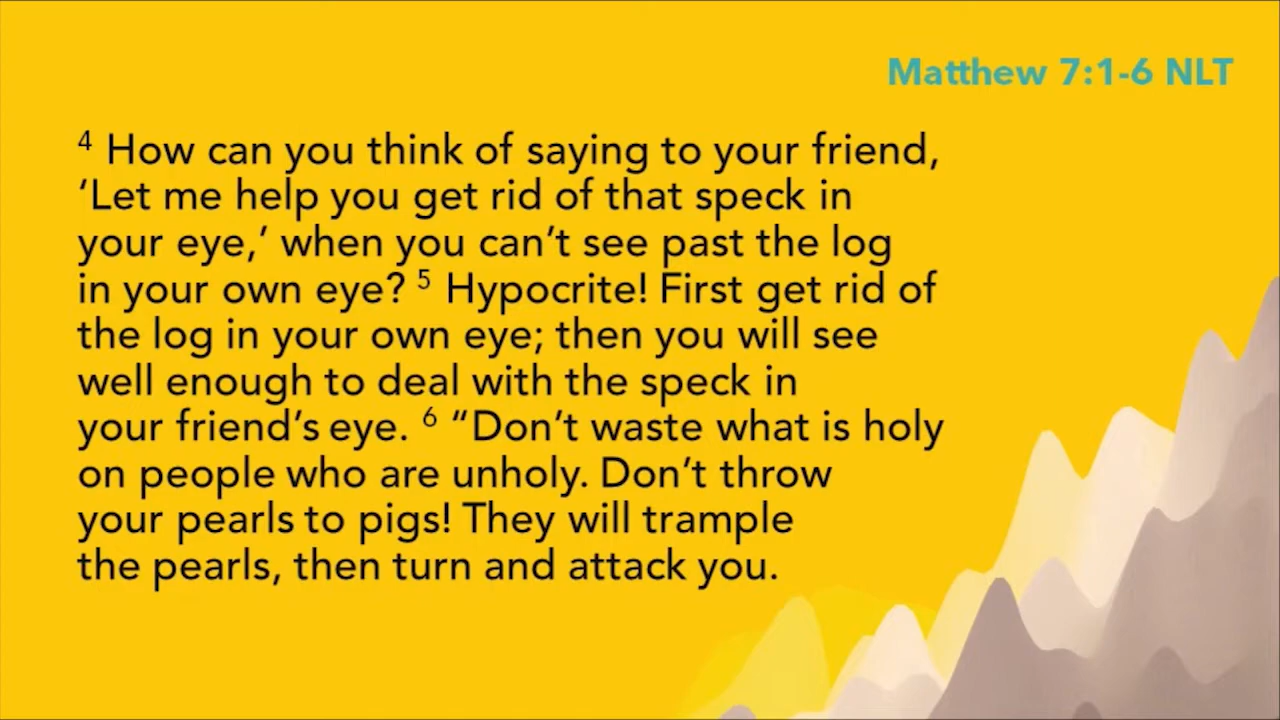 Matthew 7:1-6 NLT
4 How can you think of saying to your friend,
‘Let me help you get rid of that speck in
your eye,’ when you can’t see past the log
in your own eye? 5 Hypocrite! First get rid of
the log in your own eye; then you will see
well enough to deal with the speck in
your friend’s eye. 6 “Don’t waste what is holy
on people who are unholy. Don’t throw
your pearls to pigs! They will trample
the pearls, then turn and attack you.